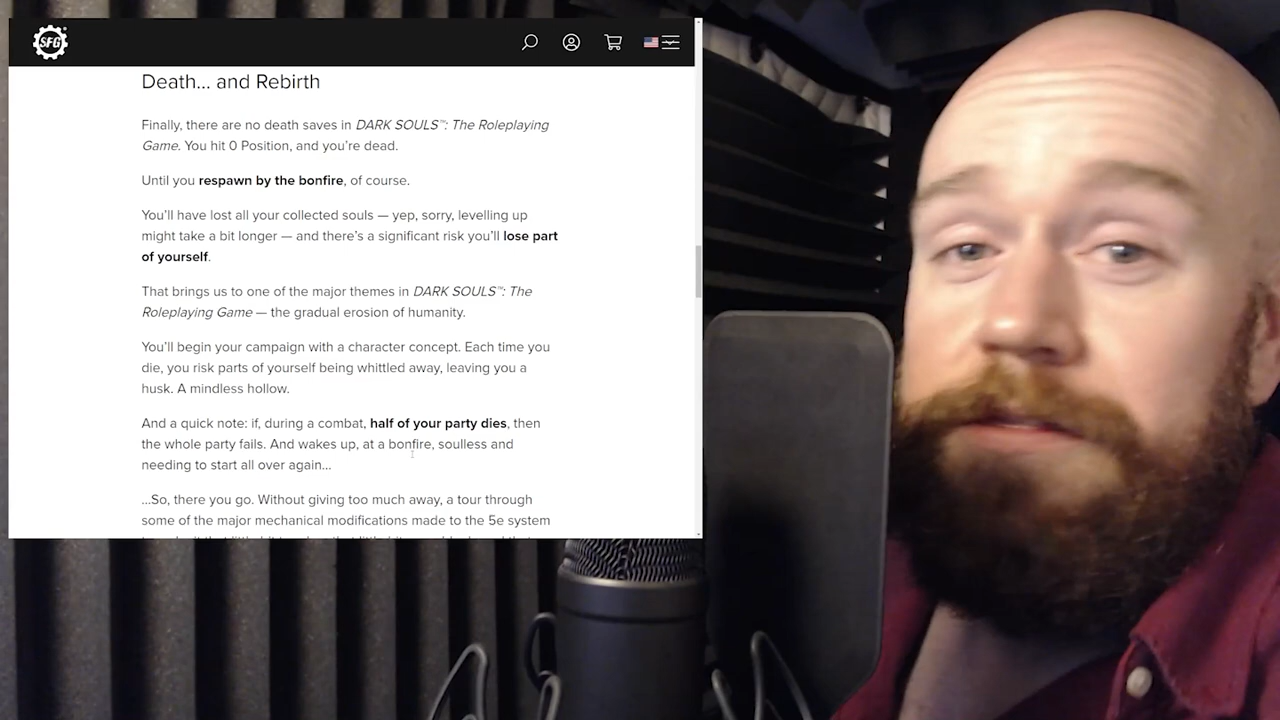 SFG
Death... and Rebirth
Finally, there are no death saves in DARK SOULS™: The Roleplaying
Game. You hit 0 Position, and you're dead.
Until you respawn by the bonfire, of course.
You'll have lost all your collected souls — yep, sorry, levelling up
might take a bit longer — and there's a significant risk you'll lose part
of yourself.
That brings us to one of the major themes in DARK SOULS™: The
Roleplaying Game — the gradual erosion of humanity.
You'll begin your campaign with a character concept. Each time you
die, you risk parts of yourself being whittled away, leaving you a
husk. A mindless hollow.
And a quick note: if, during a combat, half of your party dies, then
the whole party fails. And wakes up, at a bonfire, soulless and
needing to start all over again...
...So, there you go. Without giving too much away, a tour through
some of the major mechanical modifications made to the 5e system